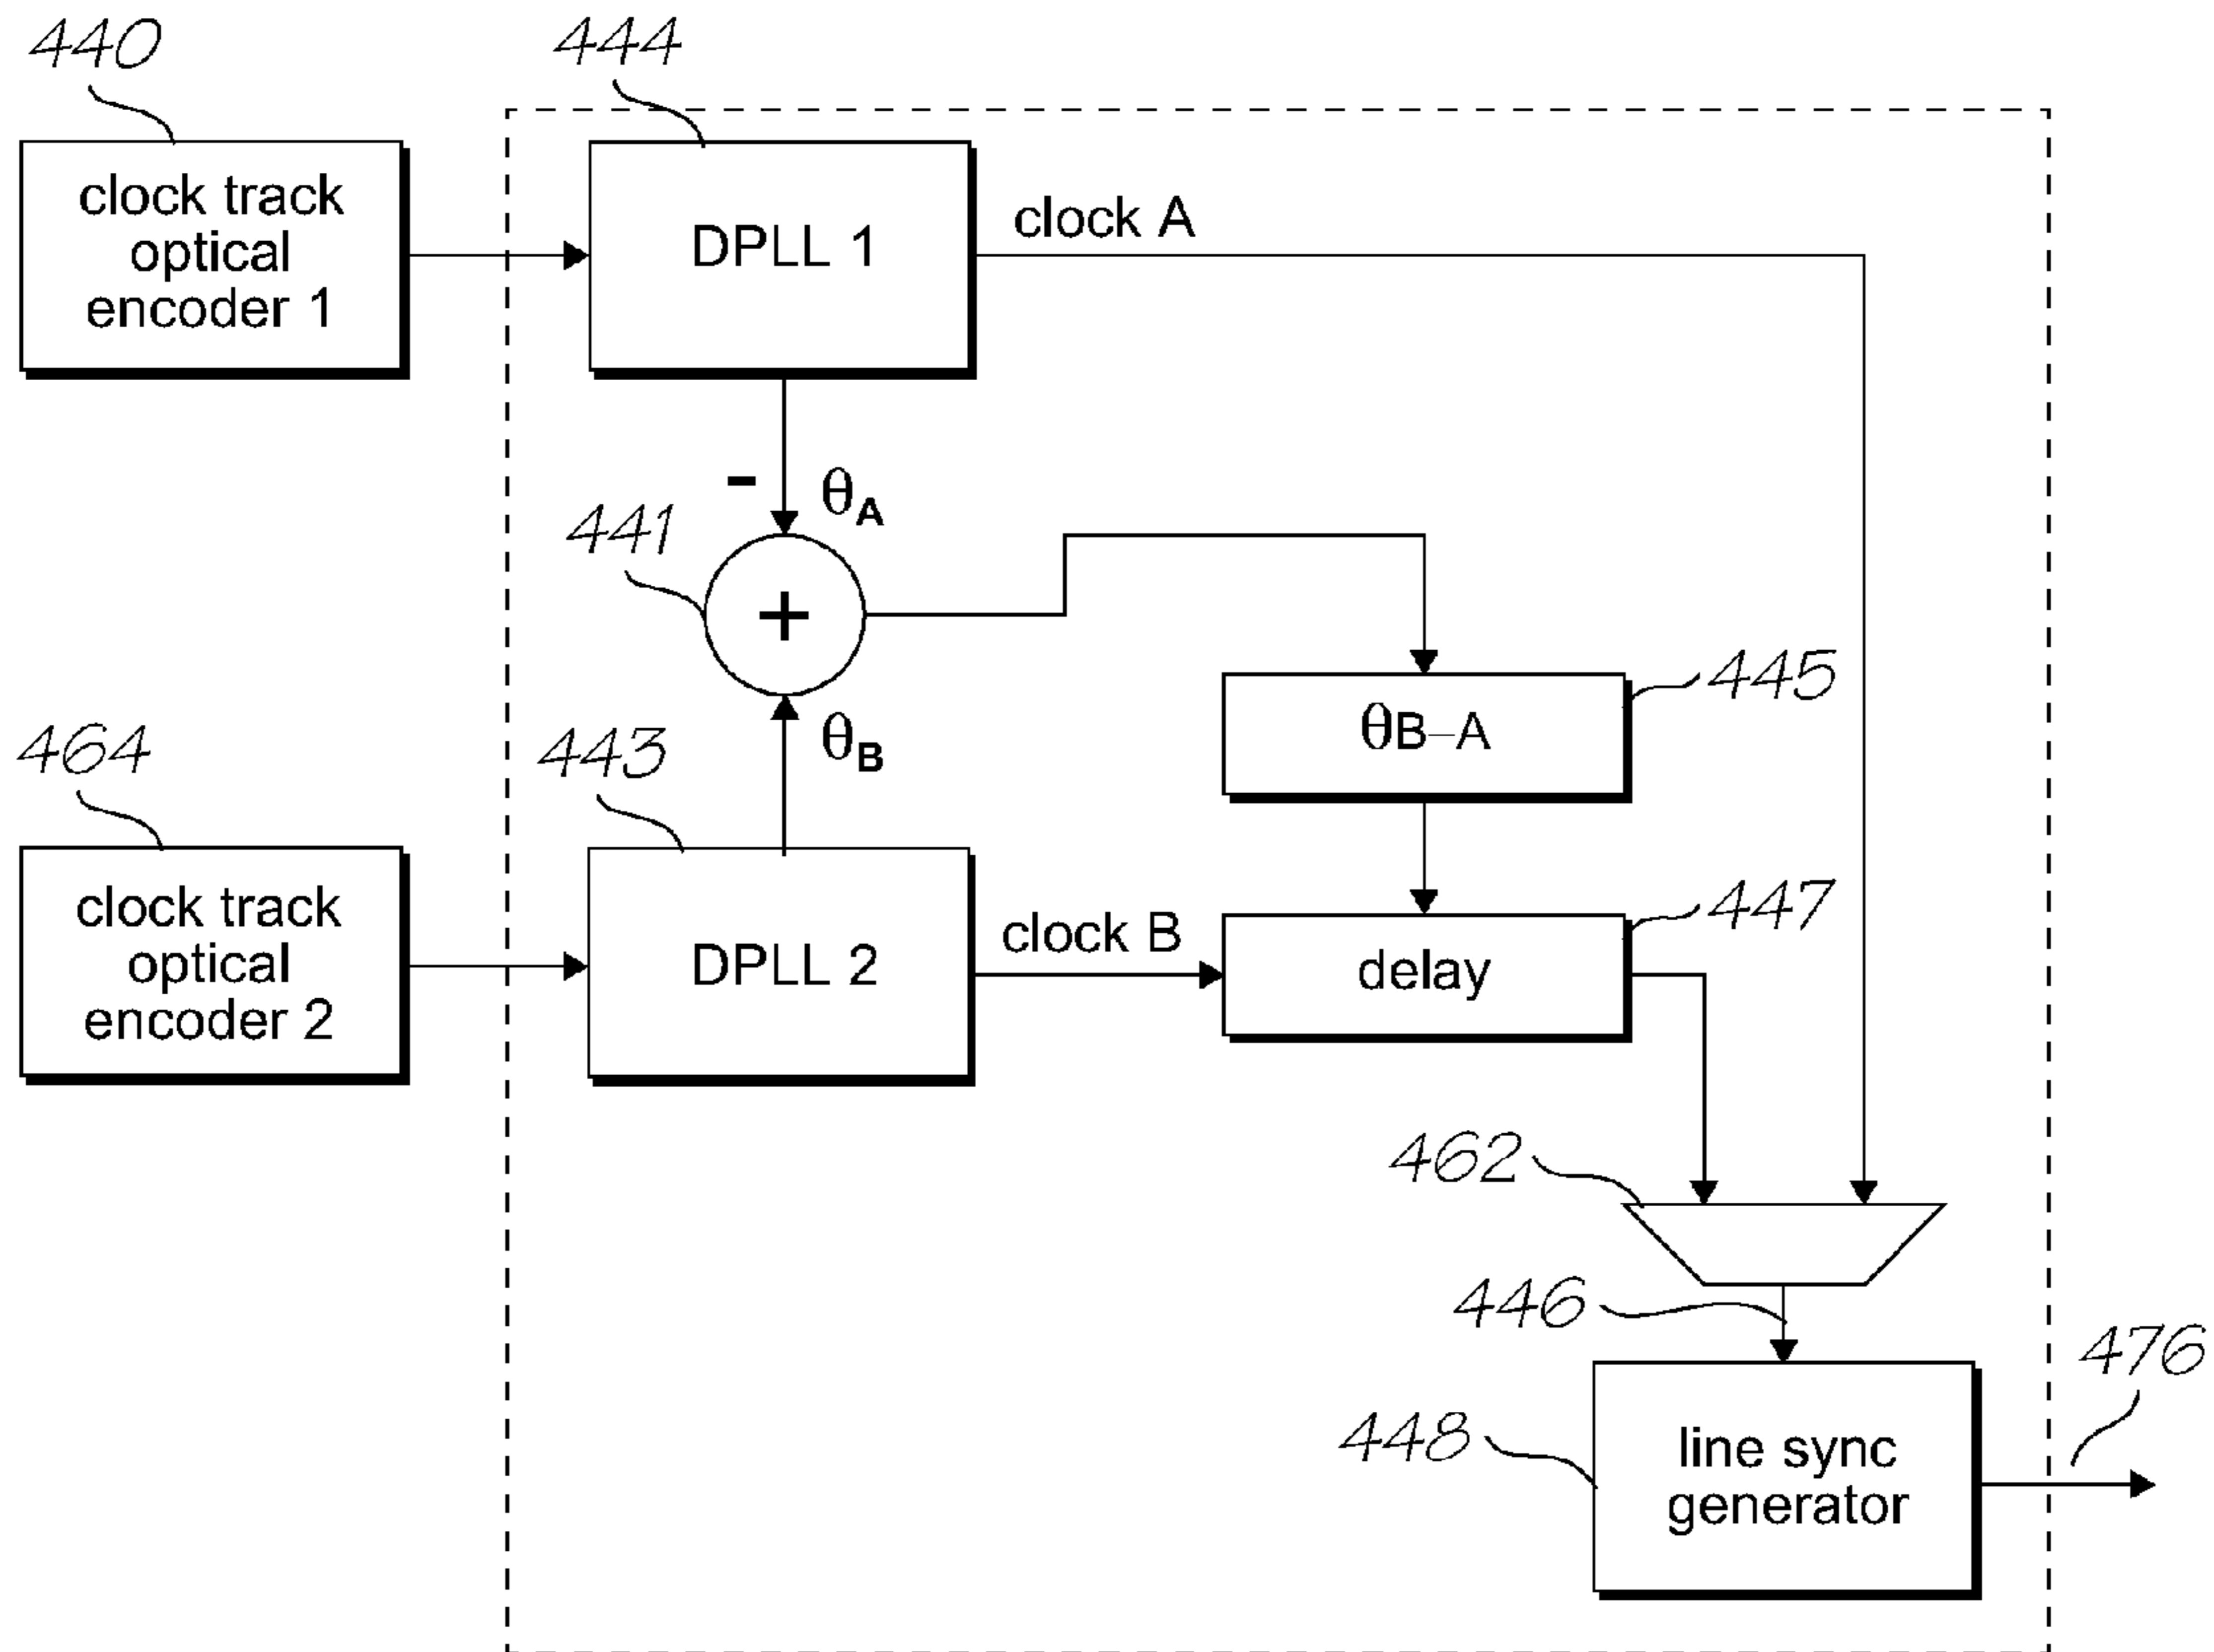 440
444
clock track
optical
encoder 1
DPLL 1
clock A
- θA
441
+
445
θB–A
464
443
θB
clock track
optical
encoder 2
DPLL 2
clock B
447
delay
462
446
476
448
line sync
generator